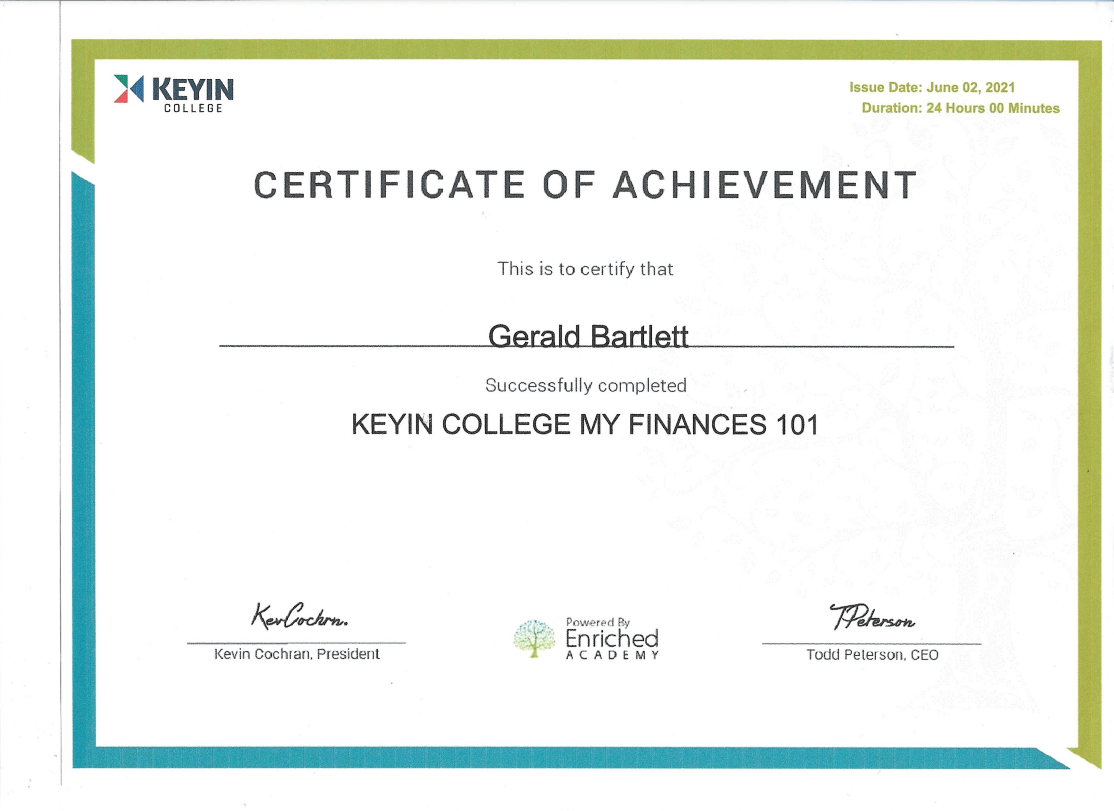 KEYIN
COLLEGE
Issue Date: June 02, 2021
Duration: 24 Hours 00 Minutes
CERTIFICATE OF ACHIEVEMENT
This is to certify that
Gerald Bartlett
Successfully completed
KEYIN COLLEGE MY FINANCES 101
KevCochrn.
Kevin Cochran, President
Powered By
Enriched
ACADEMY
TPeterson
Todd Peterson, CEO